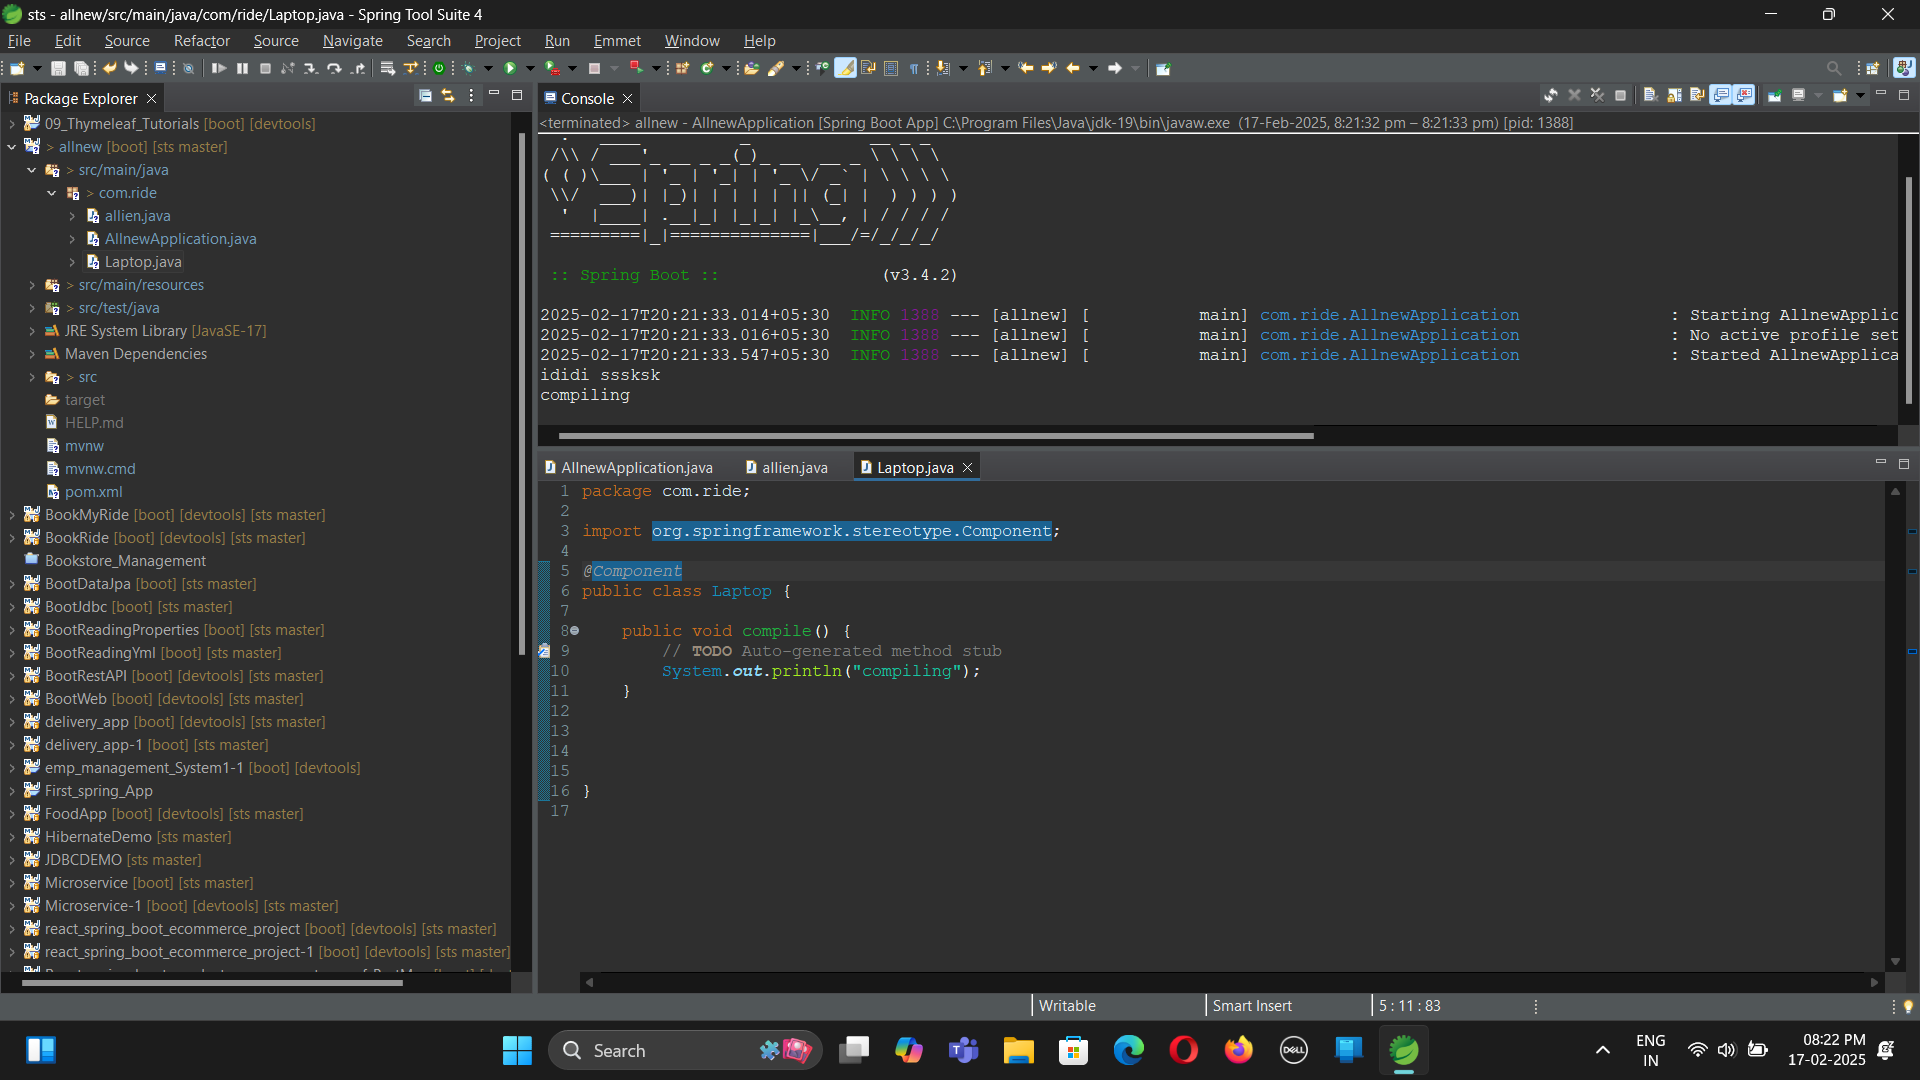 sts - allnew/src/main/java/com/ride/Laptop.java - Spring Tool Suite 4
File Edit Source Refactor Source Navigate Search Project Run Emmet Window Help
Package Explorer
09_Thymeleaf_Tutorials [boot] [devtools]
> allnew [boot] [sts master]
> src/main/java
> com.ride
allien.java
AllnewApplication.java
Laptop.java
> src/main/resources
> src/test/java
JRE System Library [JavaSE-17]
Maven Dependencies
> src
target
HELP.md
mvnw
mvnw.cmd
pom.xml
BookMyRide [boot] [devtools] [sts master]
BookRide [boot] [devtools] [sts master]
Bookstore_Management
BootDataJpa [boot] [sts master]
BootJdbc [boot] [sts master]
BootReadingProperties [boot] [sts master]
BootReadingYml [boot] [sts master]
BootRestAPI [boot] [devtools] [sts master]
BootWeb [boot] [devtools] [sts master]
delivery_app [boot] [devtools] [sts master]
delivery_app-1 [boot] [sts master]
emp_management_System1-1 [boot] [devtools]
First_spring_App
FoodApp [boot] [devtools] [sts master]
HibernateDemo [sts master]
JDBCDEMO [sts master]
Microservice [boot] [sts master]
Microservice-1 [boot] [devtools] [sts master]
react_spring_boot_ecommerce_project [boot] [devtools] [sts master]
react_spring_boot_ecommerce_project-1 [boot] [devtools] [sts master]
Console
<terminated> allnew - AllnewApplication [Spring Boot App] C:\Program Files\Java\jdk-19\bin\javaw.exe (17-Feb-2025, 8:21:32 pm – 8:21:33 pm) [pid: 1388]
:: Spring Boot :: (v3.4.2)
2025-02-17T20:21:33.014+05:30 INFO 1388 --- [allnew] [ main] com.ride.AllnewApplication : Starting AllnewApplic
2025-02-17T20:21:33.016+05:30 INFO 1388 --- [allnew] [ main] com.ride.AllnewApplication : No active profile set
2025-02-17T20:21:33.547+05:30 INFO 1388 --- [allnew] [ main] com.ride.AllnewApplication : Started AllnewApplica
ididi sssksk
compiling
AllnewApplication.java allien.java Laptop.java
1 package com.ride;
2
3 import org.springframework.stereotype.Component;
4
5 @Component
6 public class Laptop {
7
8 public void compile() {
9 // TODO Auto-generated method stub
10 System.out.println("compiling");
11 }
12
13
14
15
16 }
17
Writable Smart Insert 5 : 11 : 83
Search
DELL
ENG
IN
08:22 PM
17-02-2025